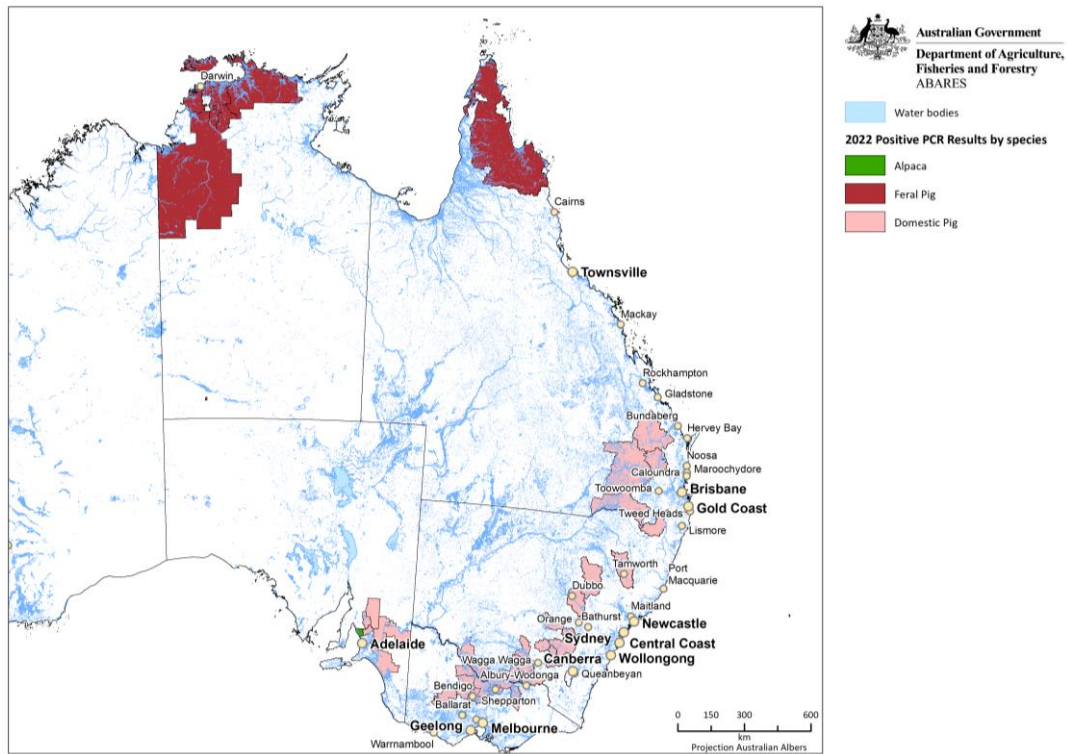 Darwin
Cairns
Townsville
Mackay
Rockhampton
Gladstone
Bundaberg
Hervey Bay
Noosa
Caloundra
Maroochydore
Toowoomba
Brisbane
Tweed Heads
Gold Coast
Lismore
Tamworth
Port
Macquarie
Dubbo
Maitland
Orange
Bathurst
Newcastle
Sydney
Central Coast
Adelaide
Wagga Wagga
Canberra
Wollongong
Albury-Wodonga
Queanbeyan
Bendigo
Shepparton
Ballarat
Geelong
Melbourne
Warrnambool
0 150 300 600
km
Projection Australian Albers
Australian Government
Department of Agriculture,
Fisheries and Forestry
ABARES
Water bodies
2022 Positive PCR Results by species
Alpaca
Feral Pig
Domestic Pig